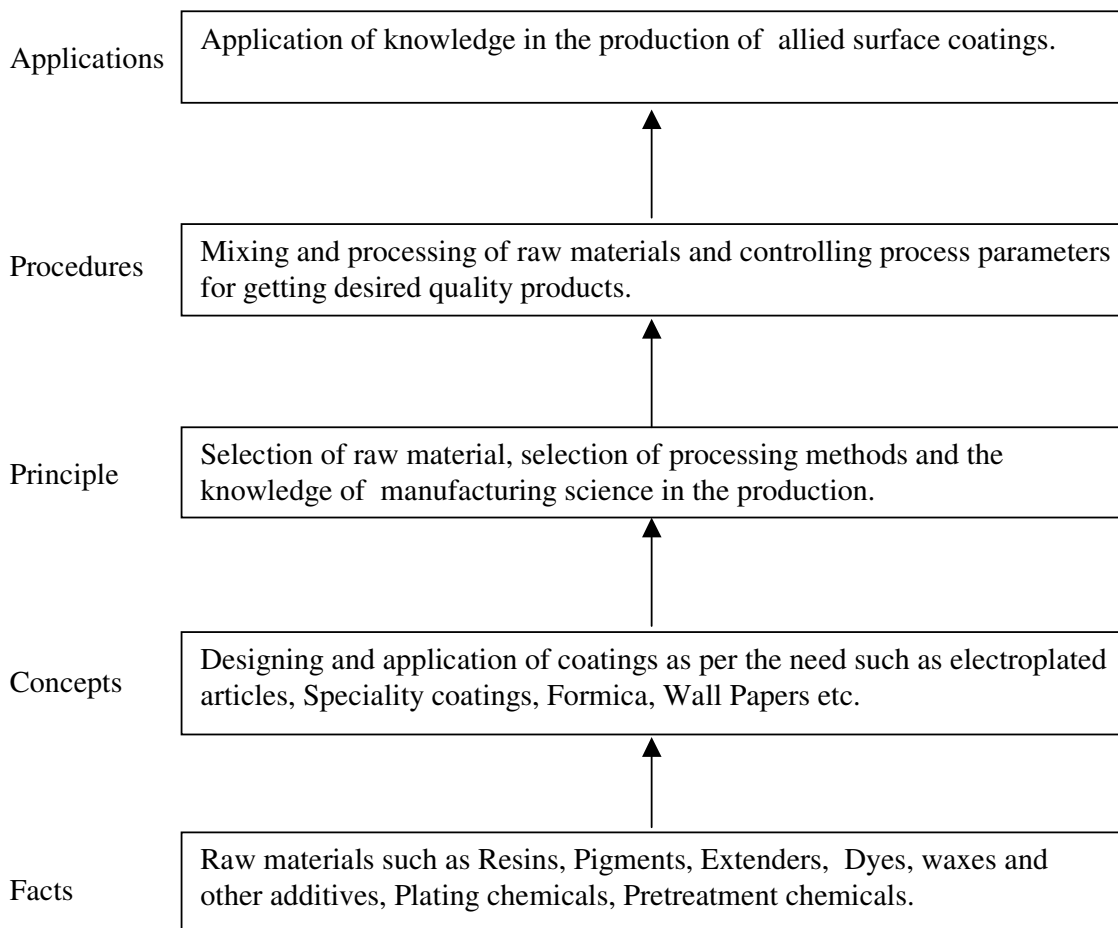 Applications
Application of knowledge in the production of allied surface coatings.
Procedures
Mixing and processing of raw materials and controlling process parameters
for getting desired quality products.
Principle
Selection of raw material, selection of processing methods and the
knowledge of manufacturing science in the production.
Concepts
Designing and application of coatings as per the need such as electroplated
articles, Speciality coatings, Formica, Wall Papers etc.
Facts
Raw materials such as Resins, Pigments, Extenders, Dyes, waxes and
other additives, Plating chemicals, Pretreatment chemicals.